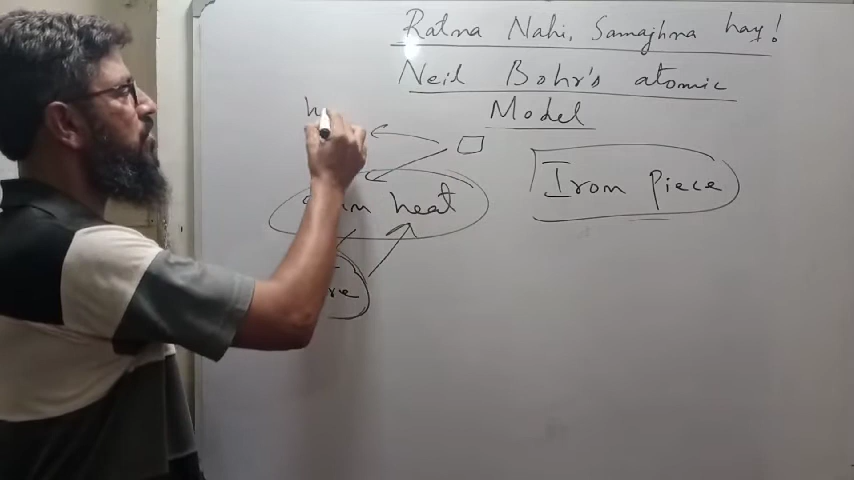 Ratna Nahi, Samajhna hay!
Neil Bohr's atomic
Model
Iron piece
heat